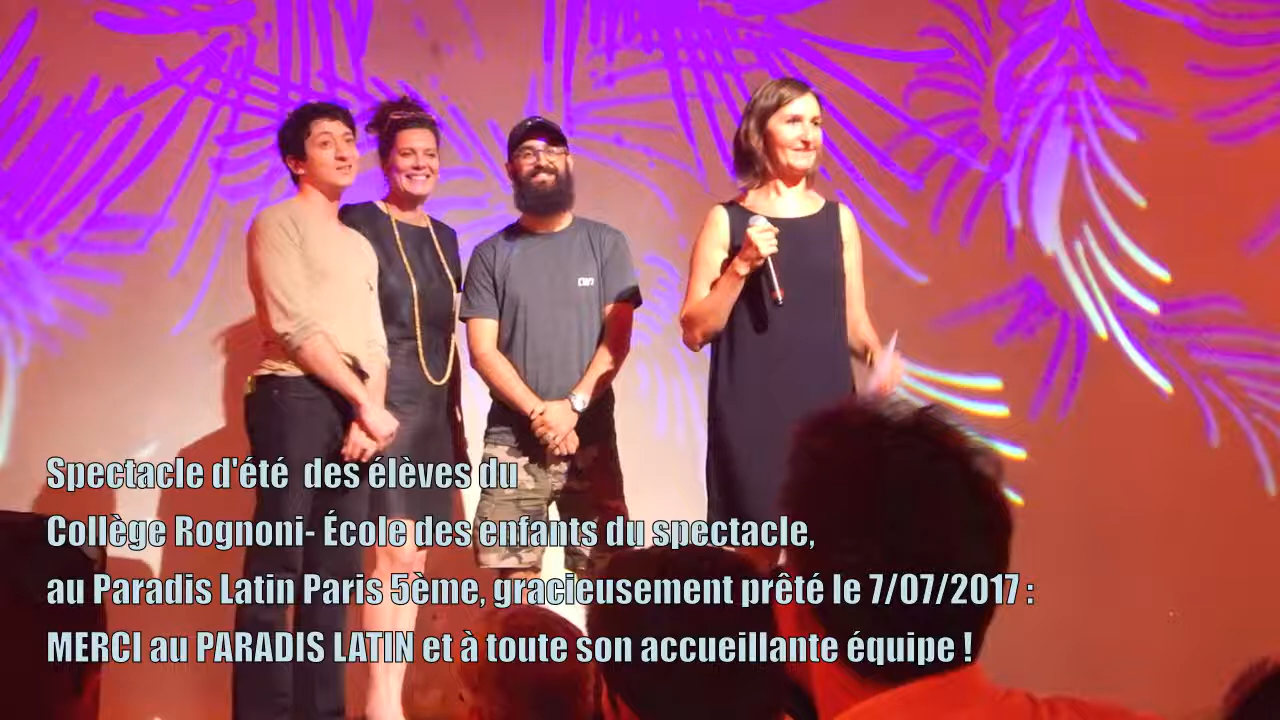 Spectacle d'été des élèves du
Collège Rognoni- École des enfants du spectacle,
au Paradis Latin Paris 5ème, gracieusement prêté le 7/07/2017 :
MERCI au PARADIS LATIN et à toute son accueillante équipe !